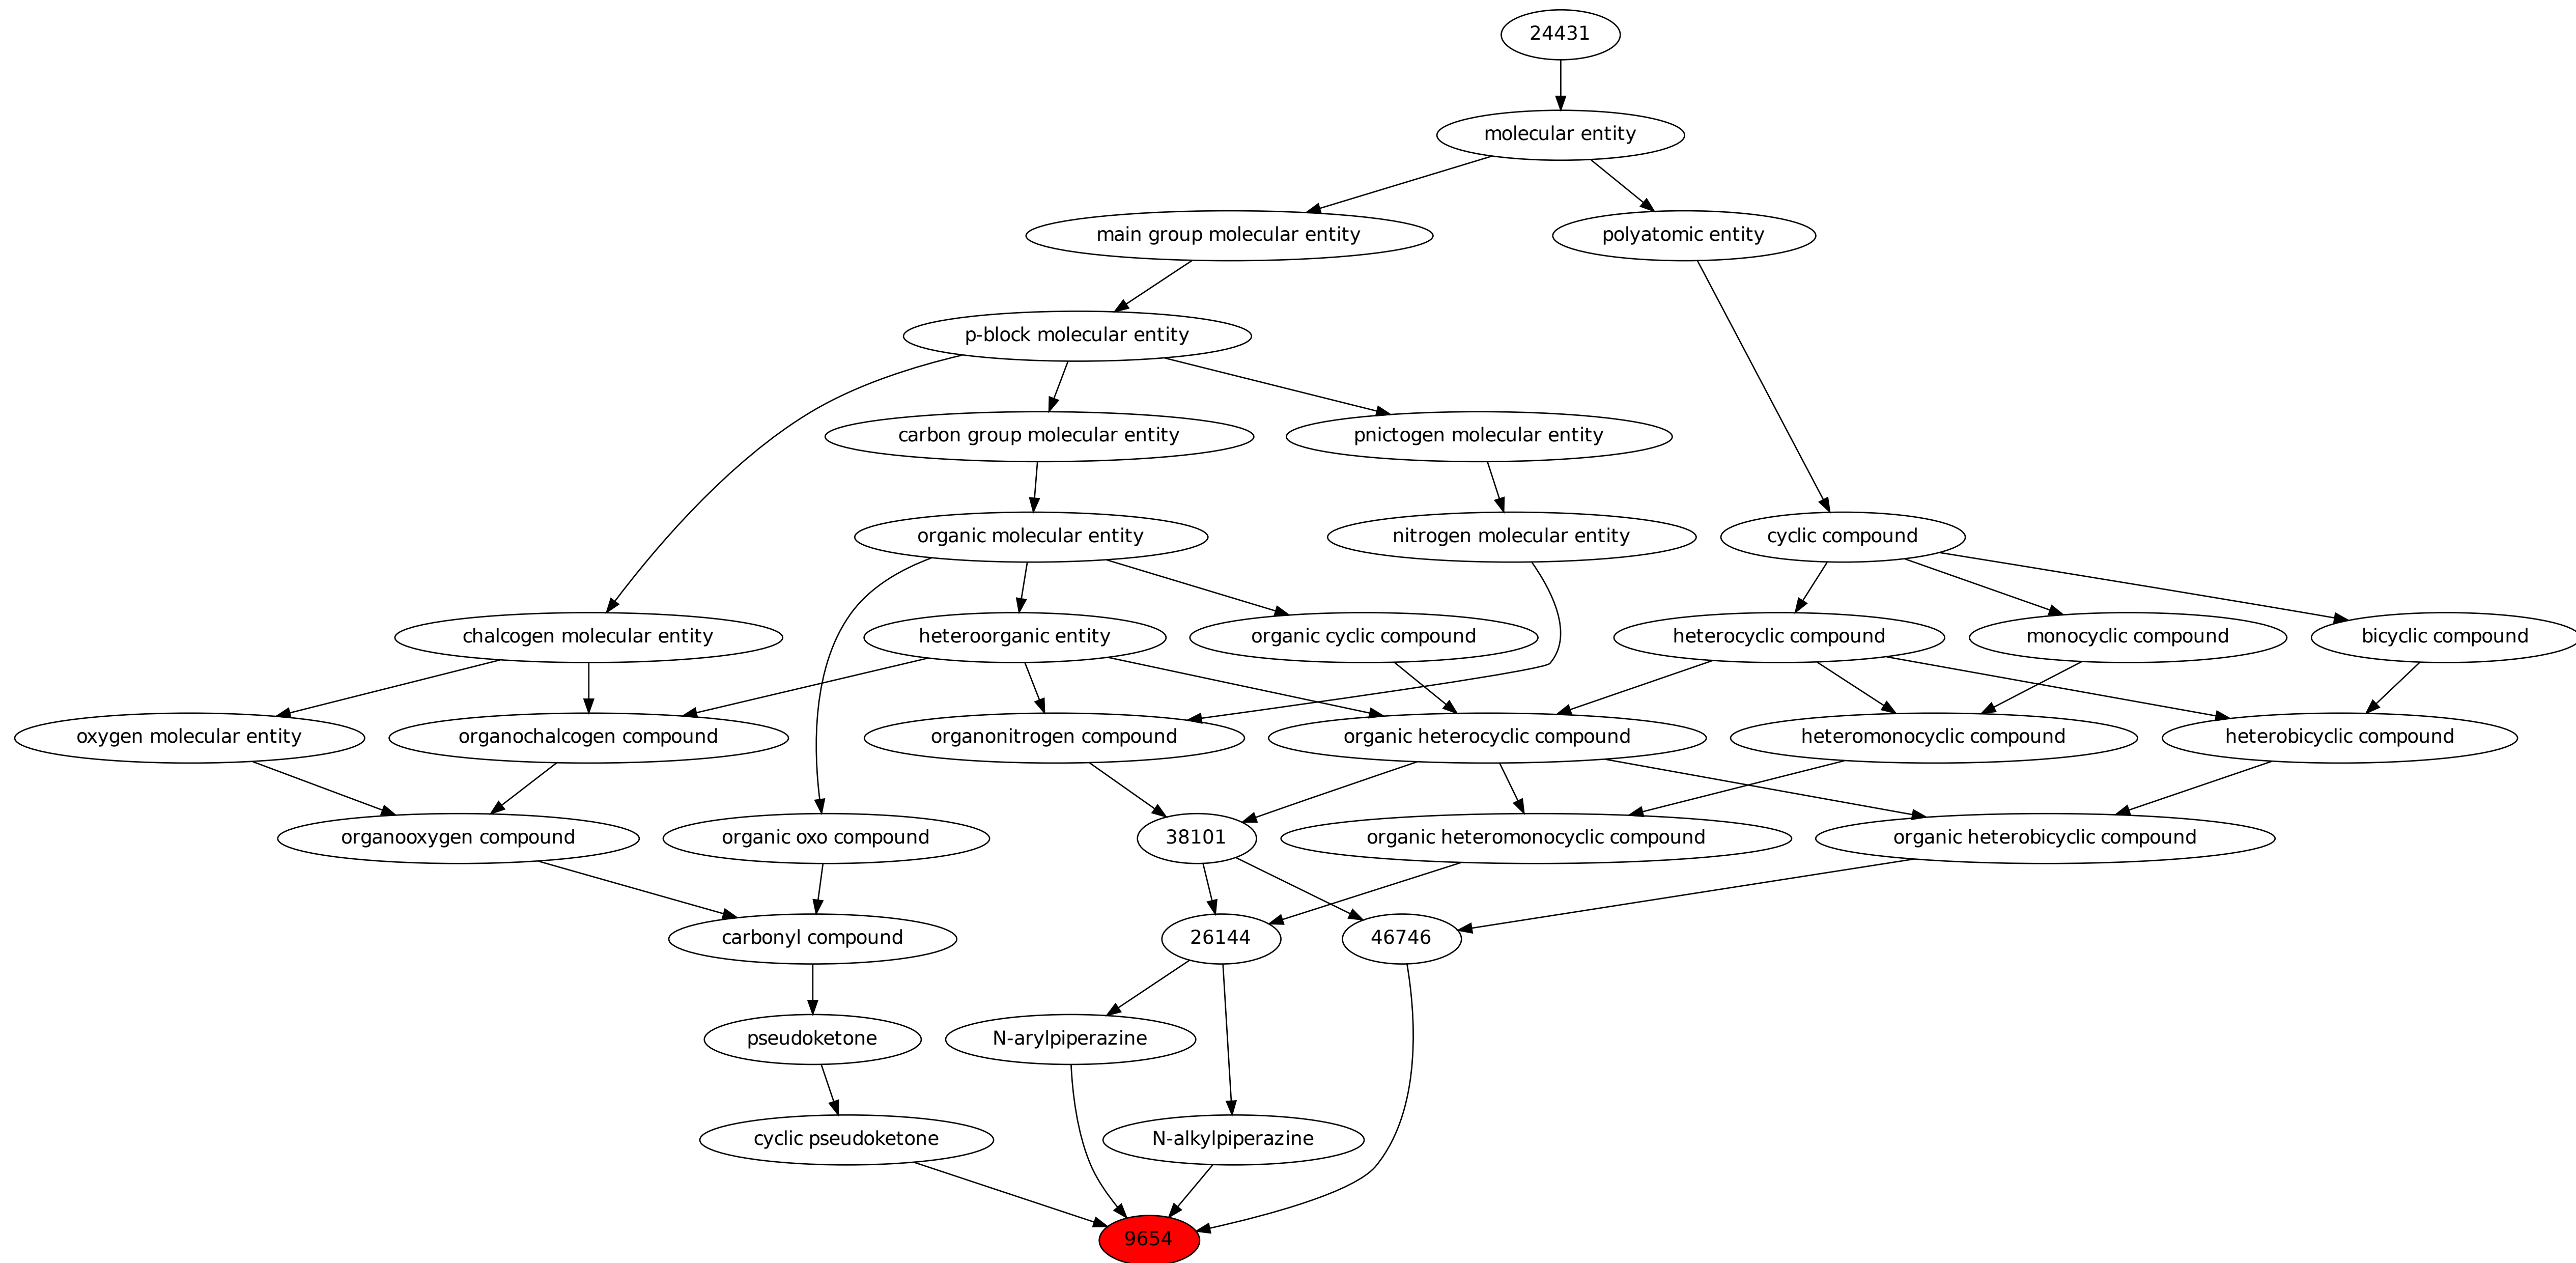 24431
molecular entity
main group molecular entity
polyatomic entity
p-block molecular entity
carbon group molecular entity
pnictogen molecular entity
organic molecular entity
nitrogen molecular entity
cyclic compound
chalcogen molecular entity
heteroorganic entity
organic cyclic compound
heterocyclic compound
monocyclic compound
bicyclic compound
oxygen molecular entity
organochalcogen compound
organonitrogen compound
organic heterocyclic compound
heteromonocyclic compound
heterobicyclic compound
organooxygen compound
organic oxo compound
38101
organic heteromonocyclic compound
organic heterobicyclic compound
carbonyl compound
26144
46746
pseudoketone
N-arylpiperazine
cyclic pseudoketone
N-alkylpiperazine
9654